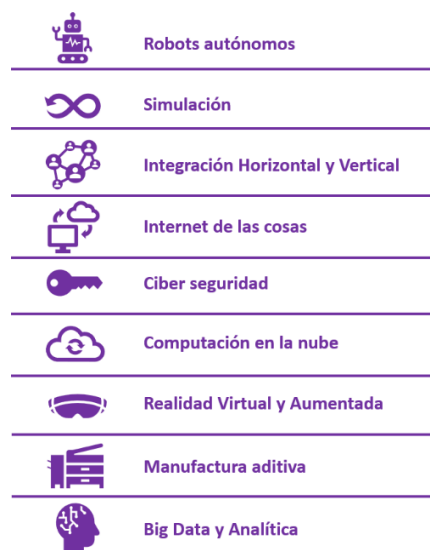 Robots autónomos
Simulación
Integración Horizontal y Vertical
Internet de las cosas
Ciber seguridad
Computación en la nube
Realidad Virtual y Aumentada
Manufactura aditiva
Big Data y Analítica